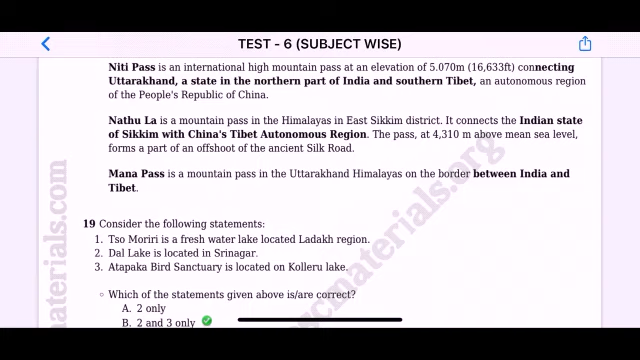 TEST - 6 (SUBJECT WISE)
Niti Pass is an international high mountain pass at an elevation of 5.070m (16,633ft) connecting
Uttarakhand, a state in the northern part of India and southern Tibet, an autonomous region
of the People's Republic of China.
Nathu La is a mountain pass in the Himalayas in East Sikkim district. It connects the Indian state
of Sikkim with China's Tibet Autonomous Region. The pass, at 4,310 m above mean sea level,
forms a part of an offshoot of the ancient Silk Road.
Mana Pass is a mountain pass in the Uttarakhand Himalayas on the border between India and
Tibet.
19 Consider the following statements:
1. Tso Moriri is a fresh water lake located Ladakh region.
2. Dal Lake is located in Srinagar.
3. Atapaka Bird Sanctuary is located on Kolleru lake.
Which of the statements given above is/are correct?
A. 2 only
B. 2 and 3 only